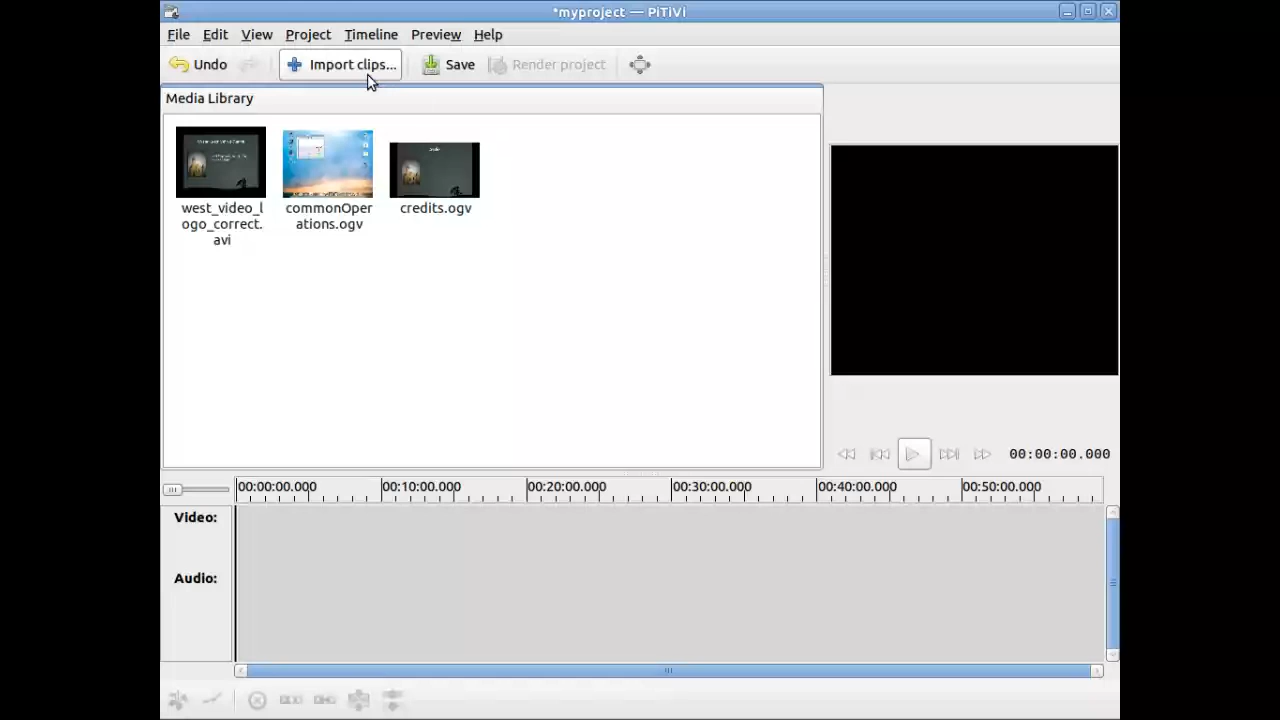 *myproject — PiTiVi
File Edit View Project Timeline Preview Help
Undo Import clips... Save Render project
Media Library
west_video_l
ogo_correct.
avi
commonOper
ations.ogv
credits.ogv
00:00:00.000
00:00:00.000 00:10:00.000 00:20:00.000 00:30:00.000 00:40:00.000 00:50:00.000
Video:
Audio: